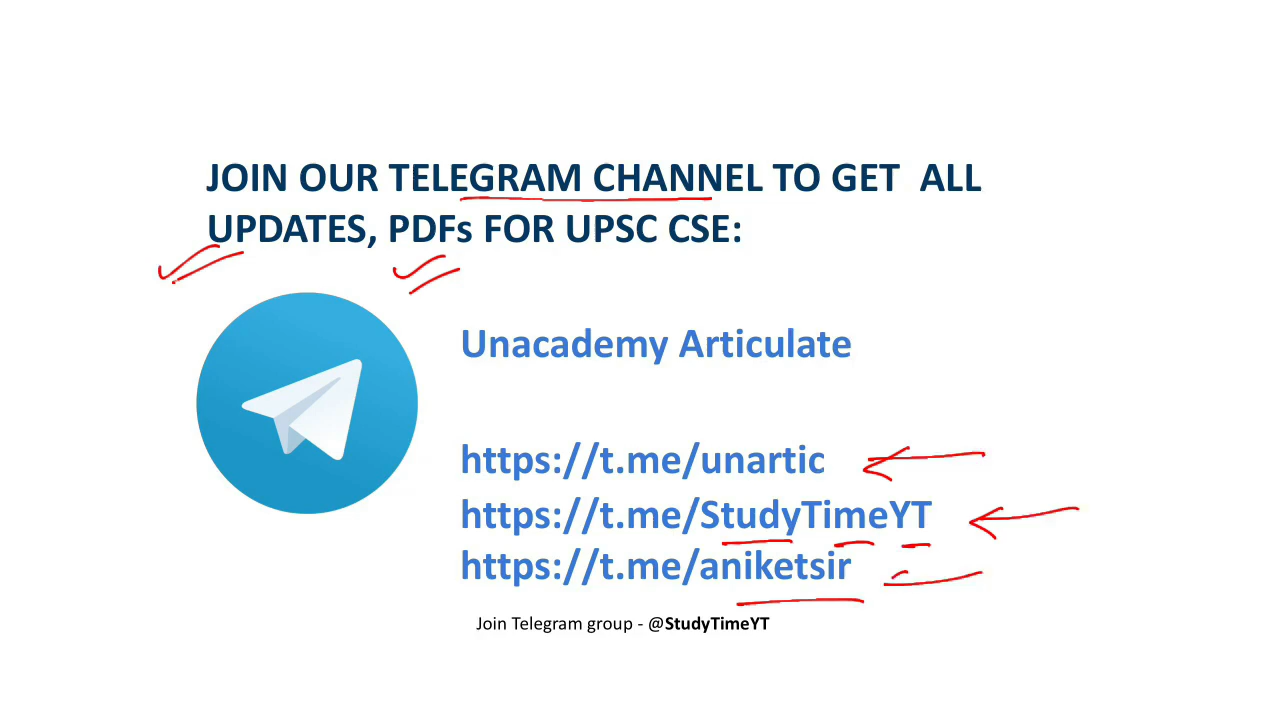 JOIN OUR TELEGRAM CHANNEL TO GET ALL
UPDATES, PDFs FOR UPSC CSE:
Unacademy Articulate
https://t.me/unartic
https://t.me/StudyTimeYT
https://t.me/aniketsir
Join Telegram group - @StudyTimeYT